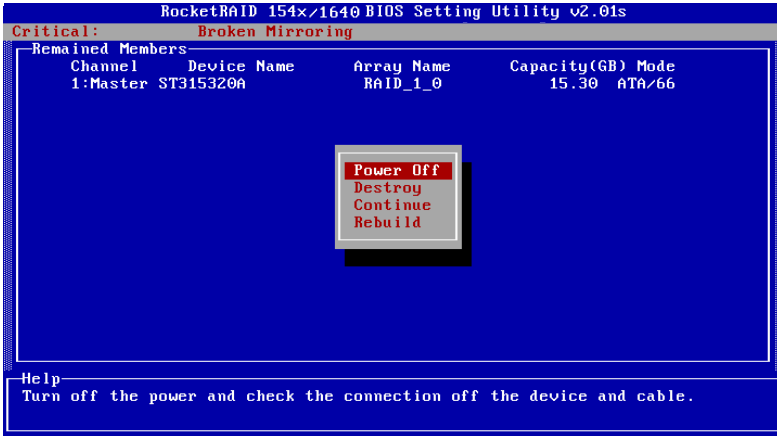 RocketRAID 154x/1640 BIOS Setting Utility v2.01s
Critical: Broken Mirroring
Remained Members
Channel Device Name Array Name Capacity(GB) Mode
1:Master ST315320A RAID_1_0 15.30 ATA/66
Power Off
Destroy
Continue
Rebuild
Help
Turn off the power and check the connection off the device and cable.